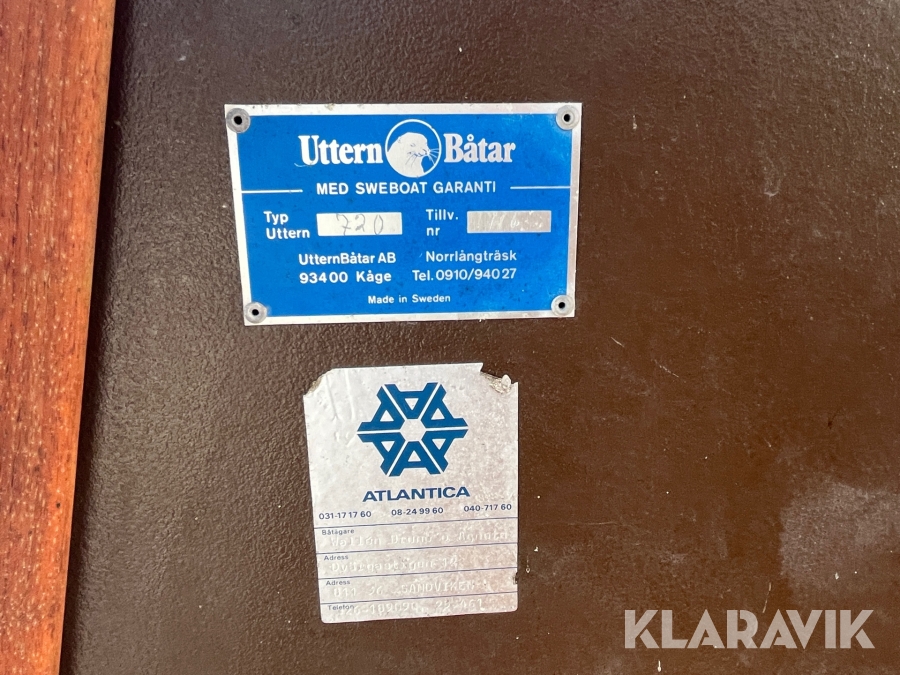 Uttern Båtar
MED SWEBOAT GARANTI
Typ Uttern 720
Tillv. nr
UtternBåtar AB Norrlångträsk
93400 Kåge Tel. 0910/94027
Made in Sweden
ATLANTICA
031-17 17 60 08-24 99 60 040-717 60
Båtägare
Adress
Adress
SANDVIKEN
Telefon
KLARAVIK